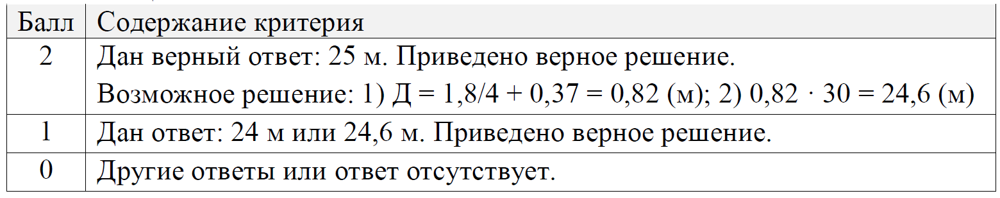 Балл Содержание критерия
2 Дан верный ответ: 25 м. Приведено верное решение.
Возможное решение: 1) Д = 1,8/4 + 0,37 = 0,82 (м); 2) 0,82 · 30 = 24,6 (м)
1 Дан ответ: 24 м или 24,6 м. Приведено верное решение.
0 Другие ответы или ответ отсутствует.